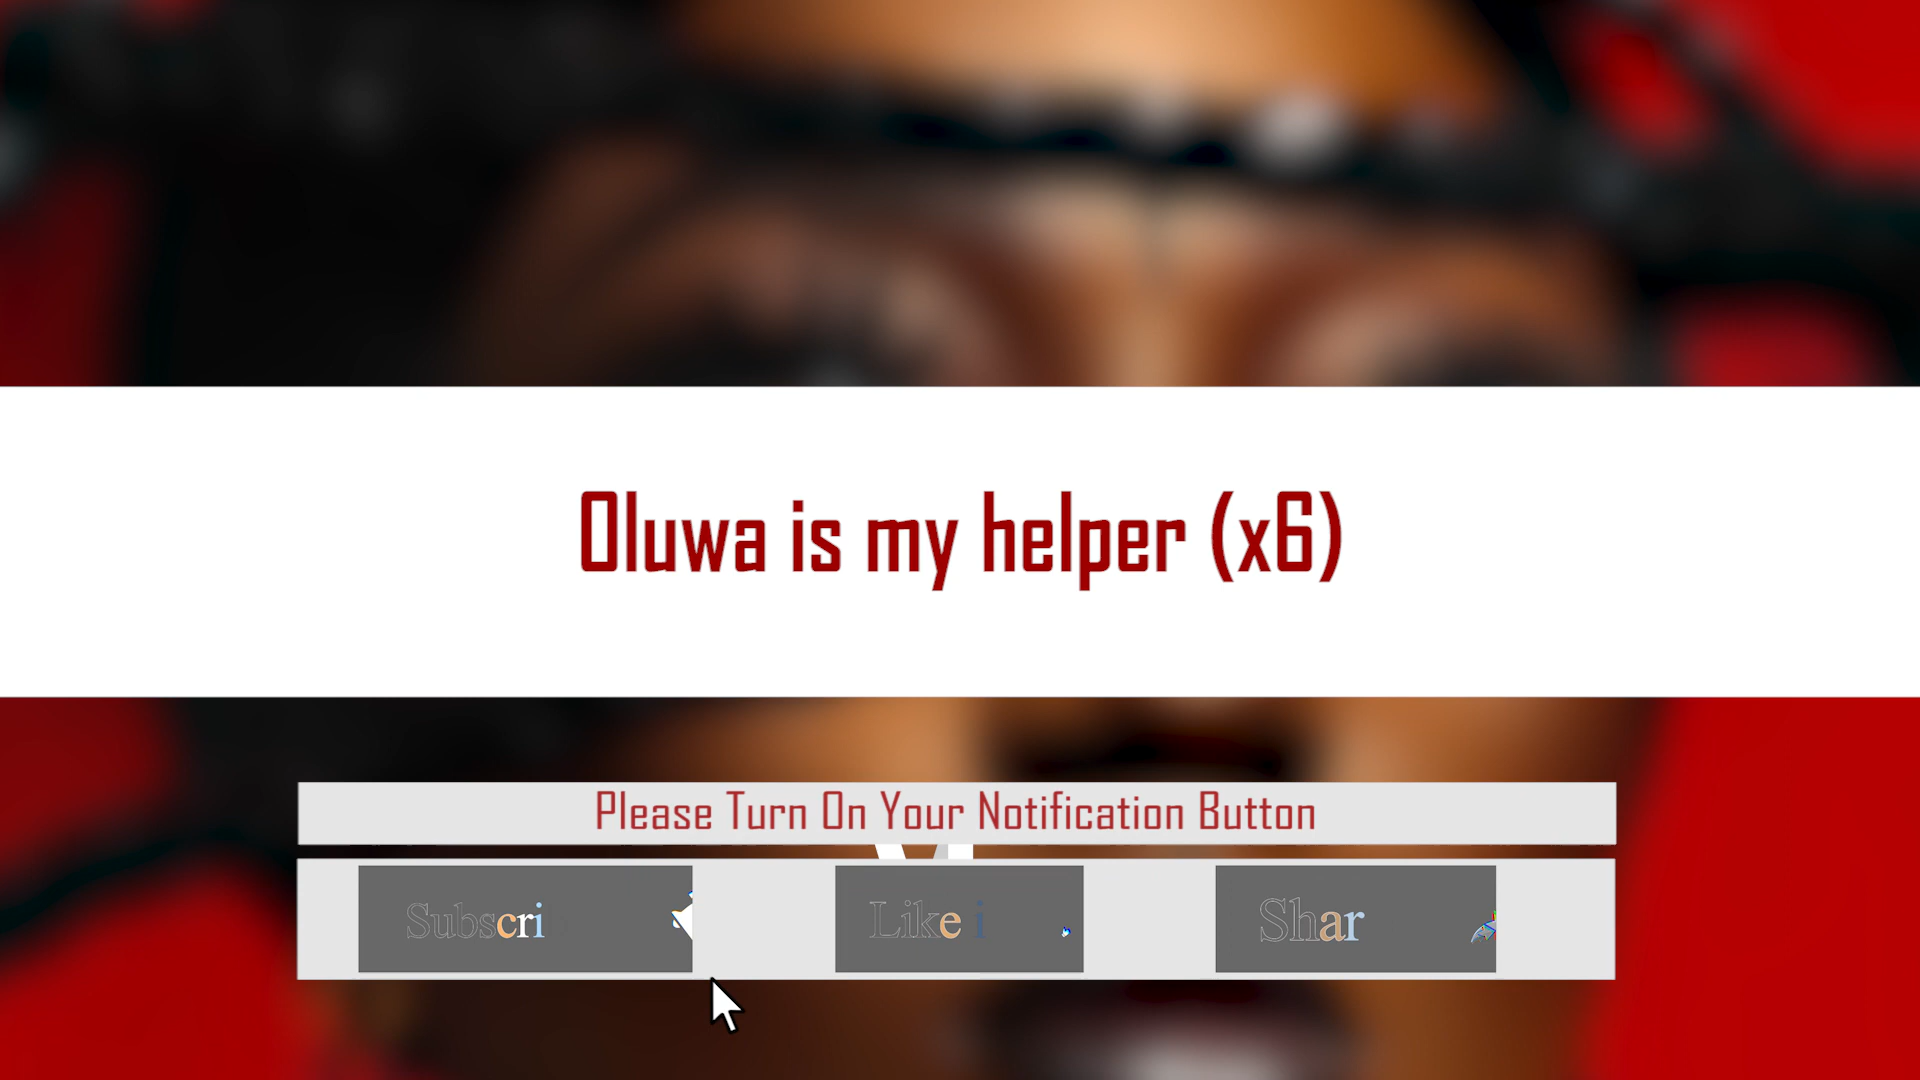 Oluwa is my helper (x6)
Please Turn On Your Notification Button
Subscri
Like i
Shar